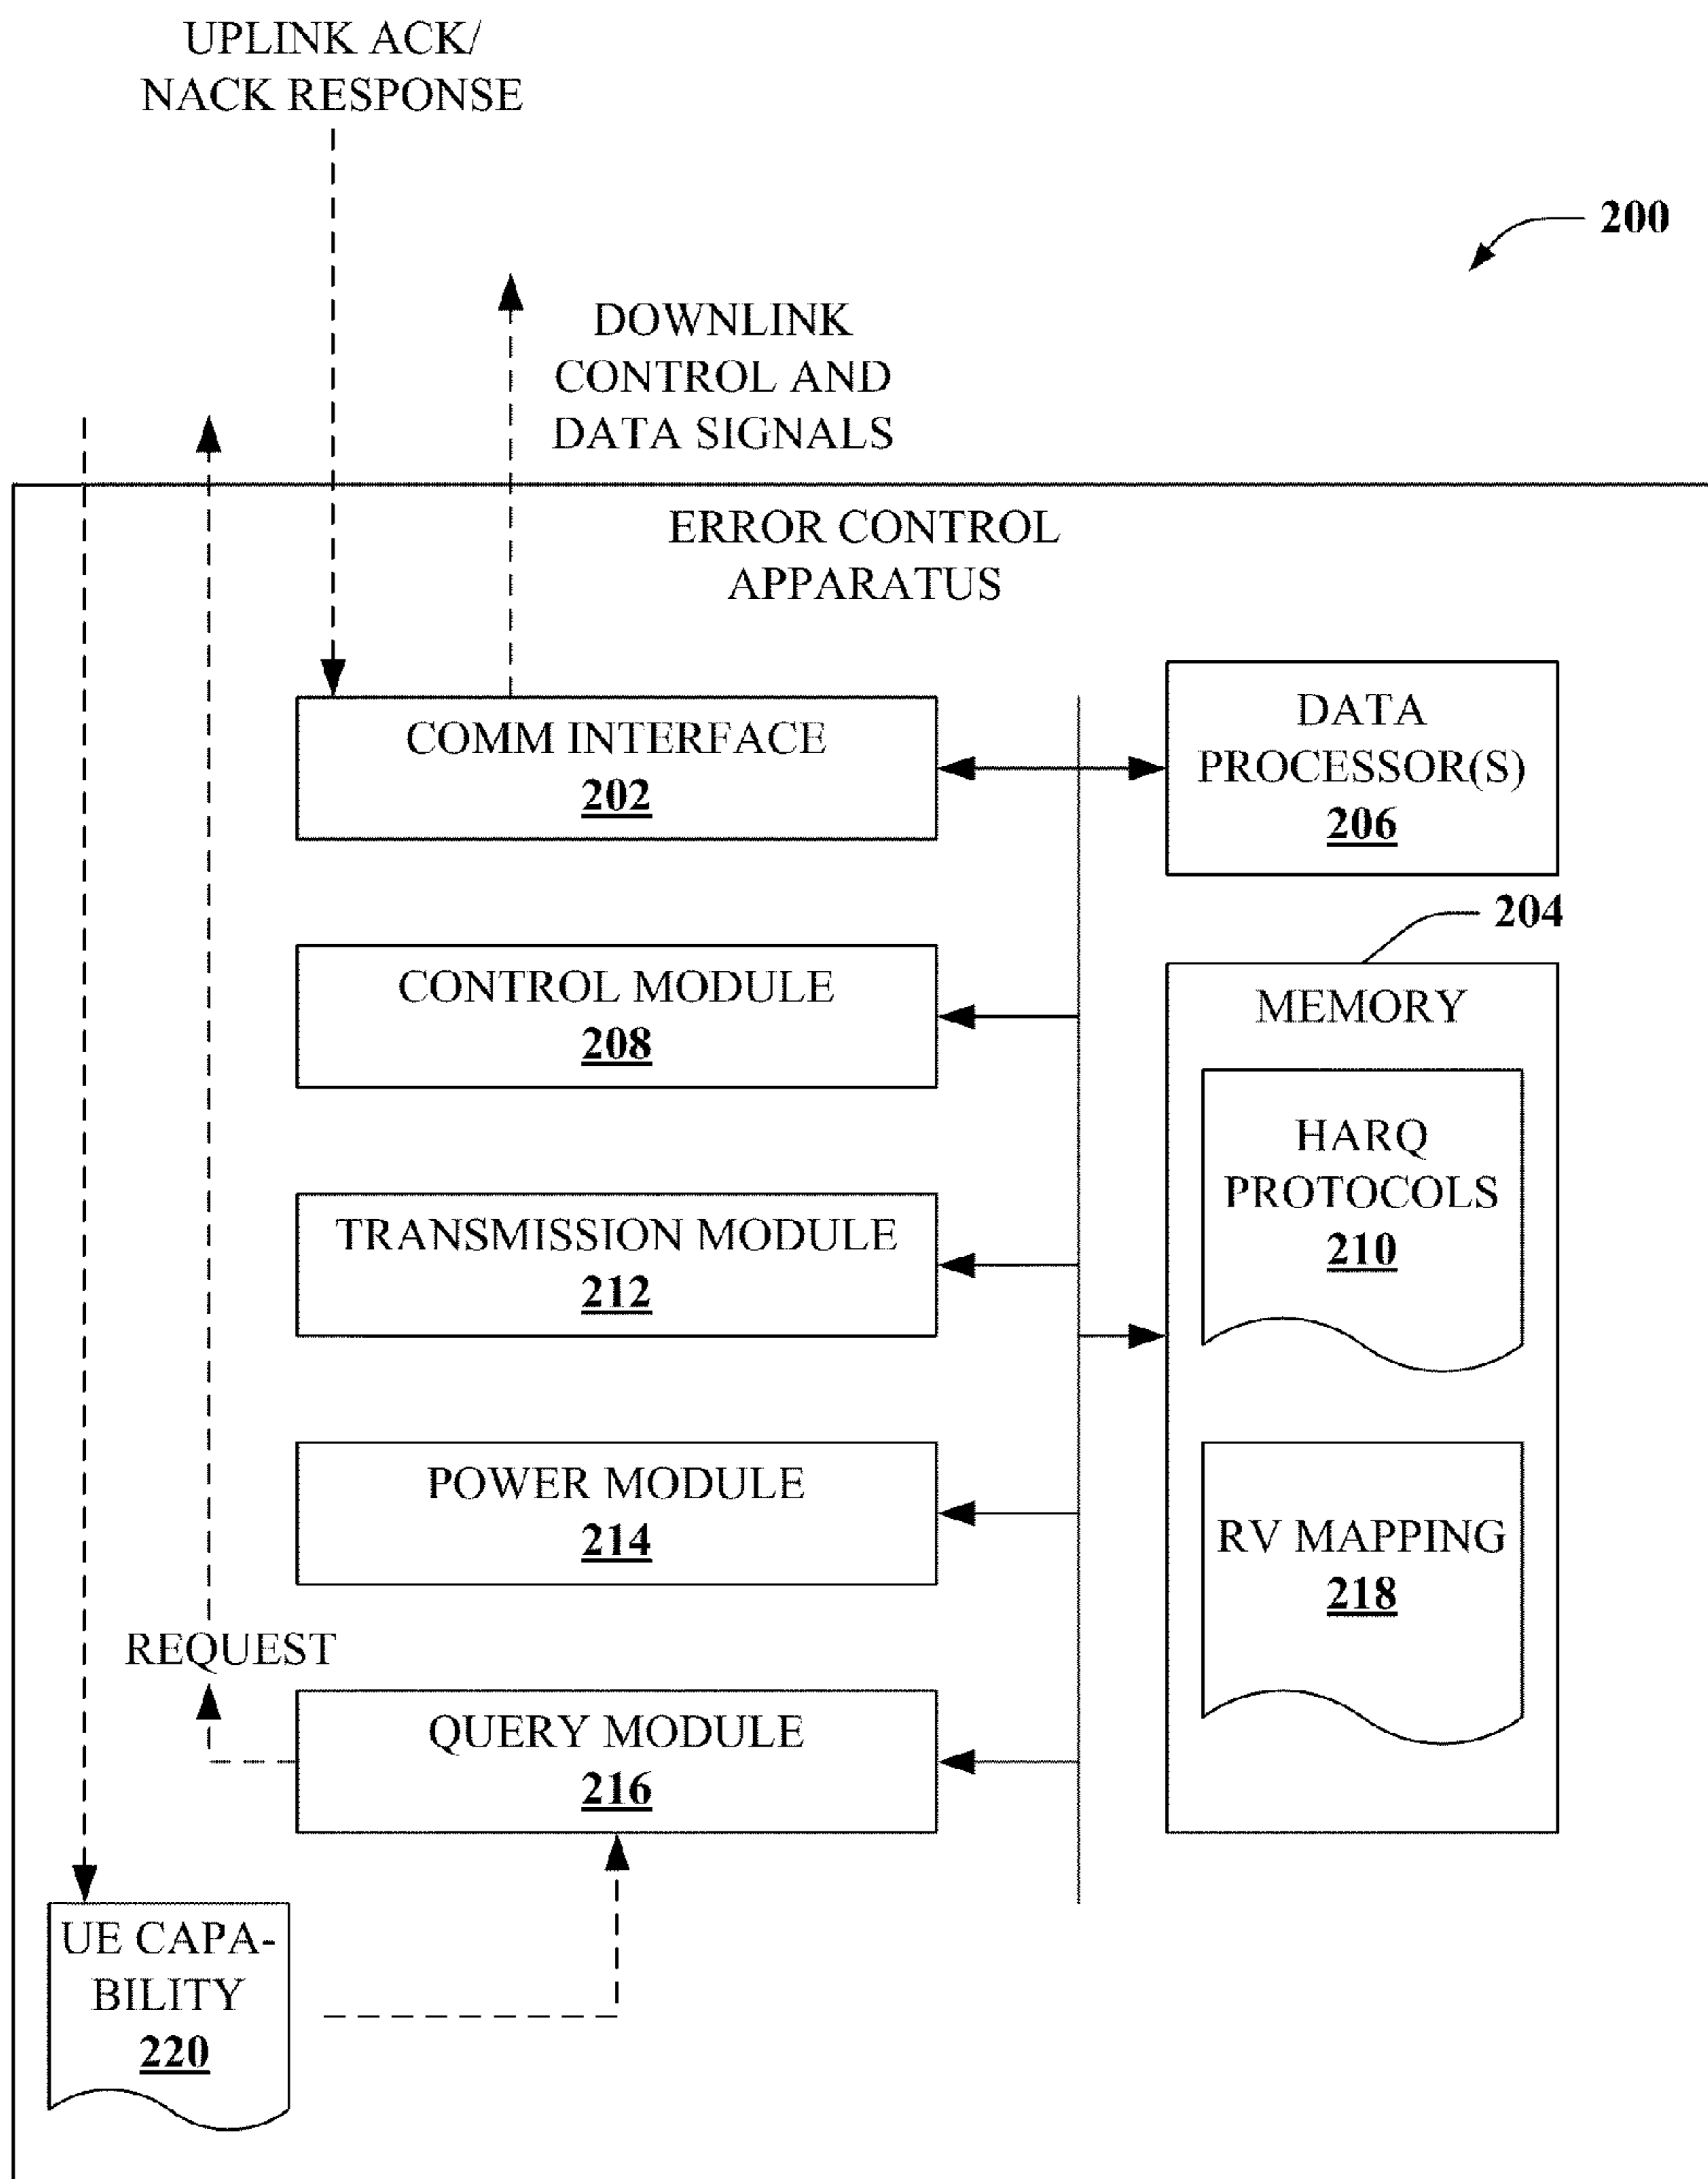 UPLINK ACK/
NACK RESPONSE
200
DOWNLINK
CONTROL AND
DATA SIGNALS
ERROR CONTROL
APPARATUS
COMM INTERFACE
202
DATA
PROCESSOR(S)
206
204
CONTROL MODULE
208
MEMORY
HARQ
PROTOCOLS
210
TRANSMISSION MODULE
212
POWER MODULE
214
RV MAPPING
218
REQUEST
QUERY MODULE
216
UE CAPA-
BILITY
220